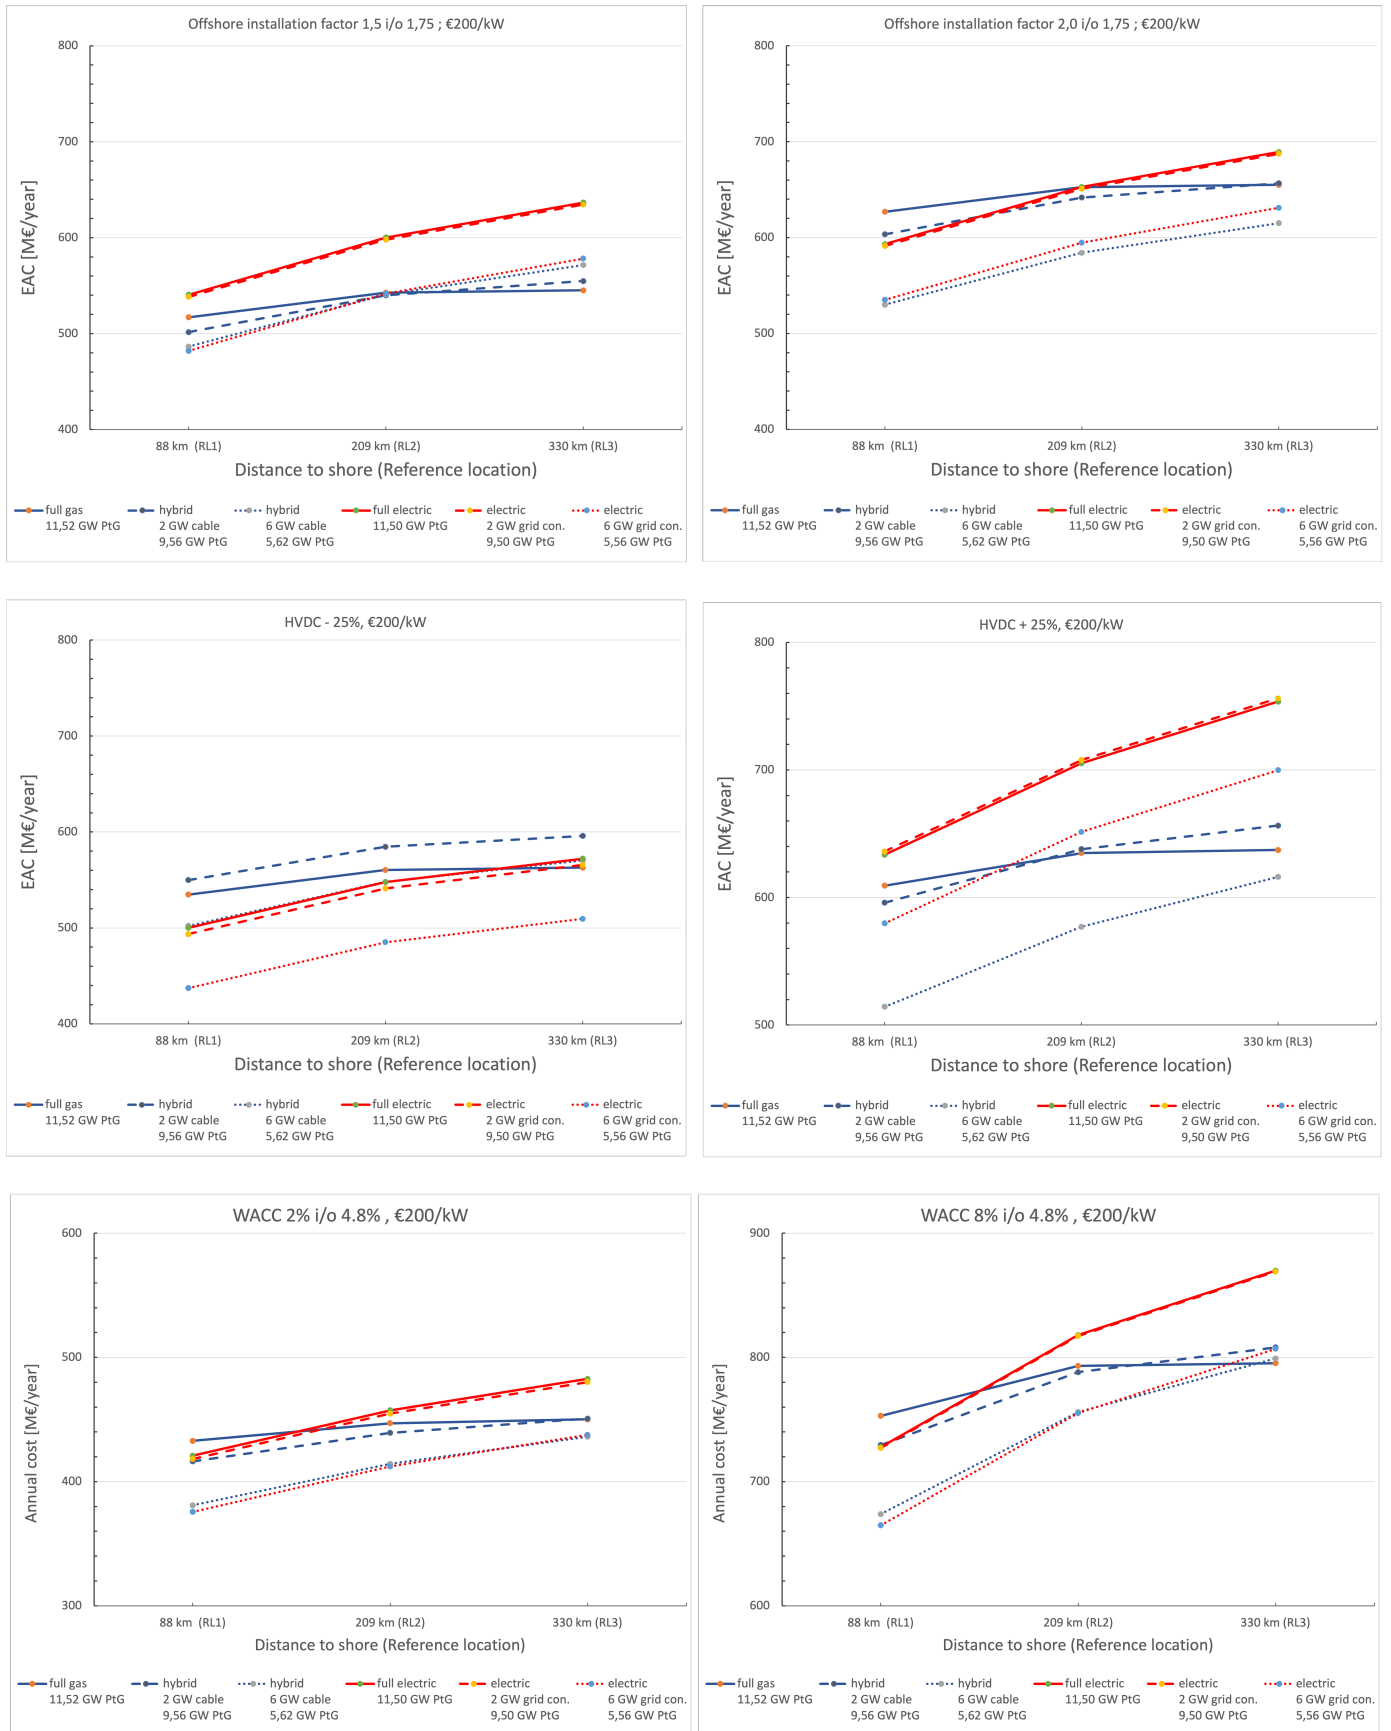 Offshore installation factor 1,5 i/o 1,75 ; €200/kW
800
700
600
500
400
EAC [M€/year]
88 km (RL1)
209 km (RL2)
330 km (RL3)
Distance to shore (Reference location)
full gas
11,52 GW PtG
hybrid
2 GW cable
9,56 GW PtG
hybrid
6 GW cable
5,62 GW PtG
full electric
11,50 GW PtG
electric
2 GW grid con.
9,50 GW PtG
electric
6 GW grid con.
5,56 GW PtG
Offshore installation factor 2,0 i/o 1,75 ; €200/kW
800
700
600
500
400
EAC [M€/year]
88 km (RL1)
209 km (RL2)
330 km (RL3)
Distance to shore (Reference location)
full gas
11,52 GW PtG
hybrid
2 GW cable
9,56 GW PtG
hybrid
6 GW cable
5,62 GW PtG
full electric
11,50 GW PtG
electric
2 GW grid con.
9,50 GW PtG
electric
6 GW grid con.
5,56 GW PtG
HVDC - 25%, €200/kW
800
700
600
500
400
EAC [M€/year]
88 km (RL1)
209 km (RL2)
330 km (RL3)
Distance to shore (Reference location)
full gas
11,52 GW PtG
hybrid
2 GW cable
9,56 GW PtG
hybrid
6 GW cable
5,62 GW PtG
full electric
11,50 GW PtG
electric
2 GW grid con.
9,50 GW PtG
electric
6 GW grid con.
5,56 GW PtG
HVDC + 25%, €200/kW
800
700
600
500
EAC [M€/year]
88 km (RL1)
209 km (RL2)
330 km (RL3)
Distance to shore (Reference location)
full gas
11,52 GW PtG
hybrid
2 GW cable
9,56 GW PtG
hybrid
6 GW cable
5,62 GW PtG
full electric
11,50 GW PtG
electric
2 GW grid con.
9,50 GW PtG
electric
6 GW grid con.
5,56 GW PtG
WACC 2% i/o 4.8% , €200/kW
600
500
400
300
Annual cost [M€/year]
88 km (RL1)
209 km (RL2)
330 km (RL3)
Distance to shore (Reference location)
full gas
11,52 GW PtG
hybrid
2 GW cable
9,56 GW PtG
hybrid
6 GW cable
5,62 GW PtG
full electric
11,50 GW PtG
electric
2 GW grid con.
9,50 GW PtG
electric
6 GW grid con.
5,56 GW PtG
WACC 8% i/o 4.8% , €200/kW
900
800
700
600
Annual cost [M€/year]
88 km (RL1)
209 km (RL2)
330 km (RL3)
Distance to shore (Reference location)
full gas
11,52 GW PtG
hybrid
2 GW cable
9,56 GW PtG
hybrid
6 GW cable
5,62 GW PtG
full electric
11,50 GW PtG
electric
2 GW grid con.
9,50 GW PtG
electric
6 GW grid con.
5,56 GW PtG